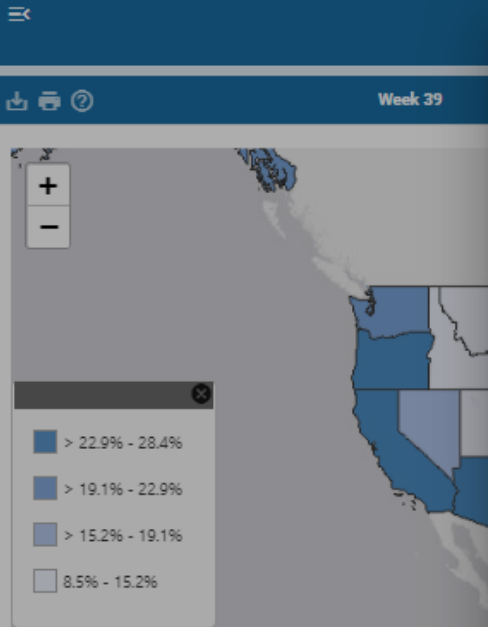 Week 39
+
−
> 22.9% - 28.4%
> 19.1% - 22.9%
> 15.2% - 19.1%
8.5% - 15.2%